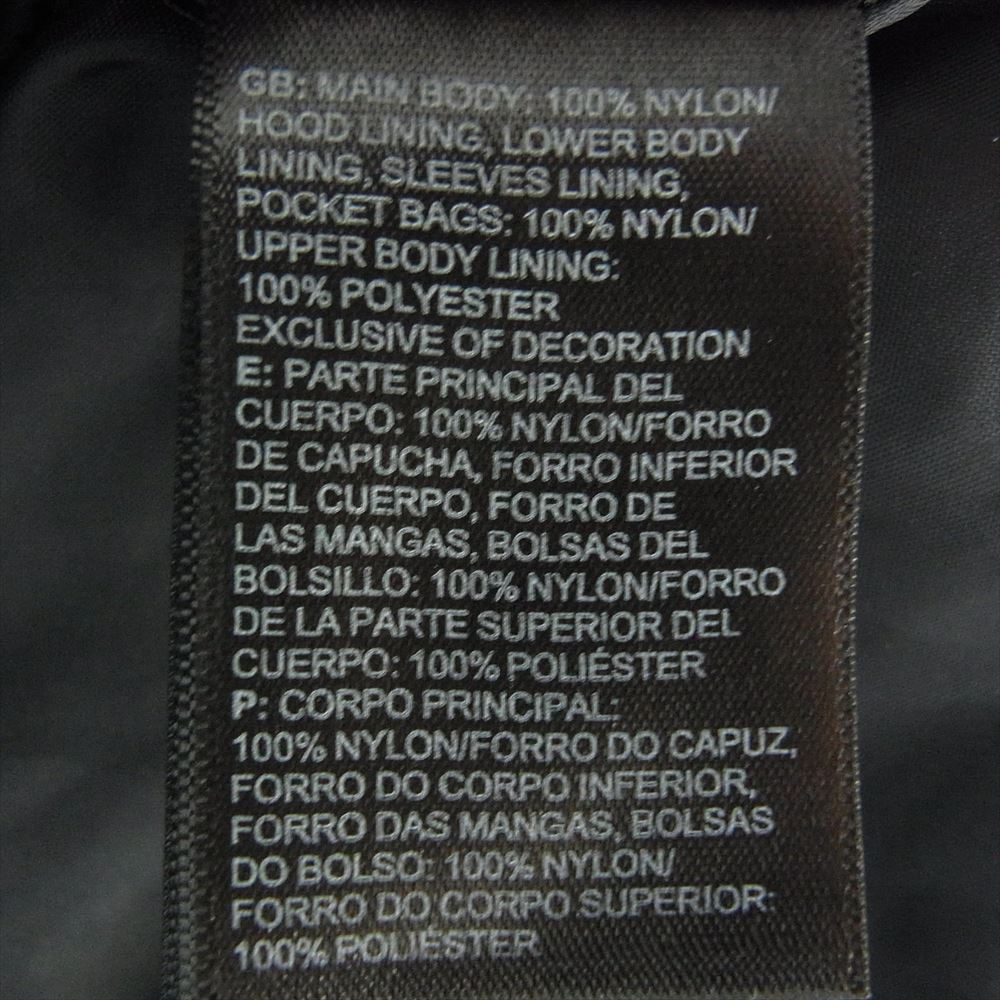 GB: MAIN BODY: 100% NYLON/
HOOD LINING, LOWER BODY
LINING, SLEEVES LINING,
POCKET BAGS: 100% NYLON/
UPPER BODY LINING:
100% POLYESTER
EXCLUSIVE OF DECORATION
E: PARTE PRINCIPAL DEL
CUERPO: 100% NYLON/FORRO
DE CAPUCHA, FORRO INFERIOR
DEL CUERPO, FORRO DE
LAS MANGAS, BOLSAS DEL
BOLSILLO: 100% NYLON/FORRO
DE LA PARTE SUPERIOR DEL
CUERPO: 100% POLIÉSTER
P: CORPO PRINCIPAL:
100% NYLON/FORRO DO CAPUZ,
FORRO DO CORPO INFERIOR,
FORRO DAS MANGAS, BOLSAS
DO BOLSO: 100% NYLON/
FORRO DO CORPO SUPERIOR:
100% POLIÉSTER